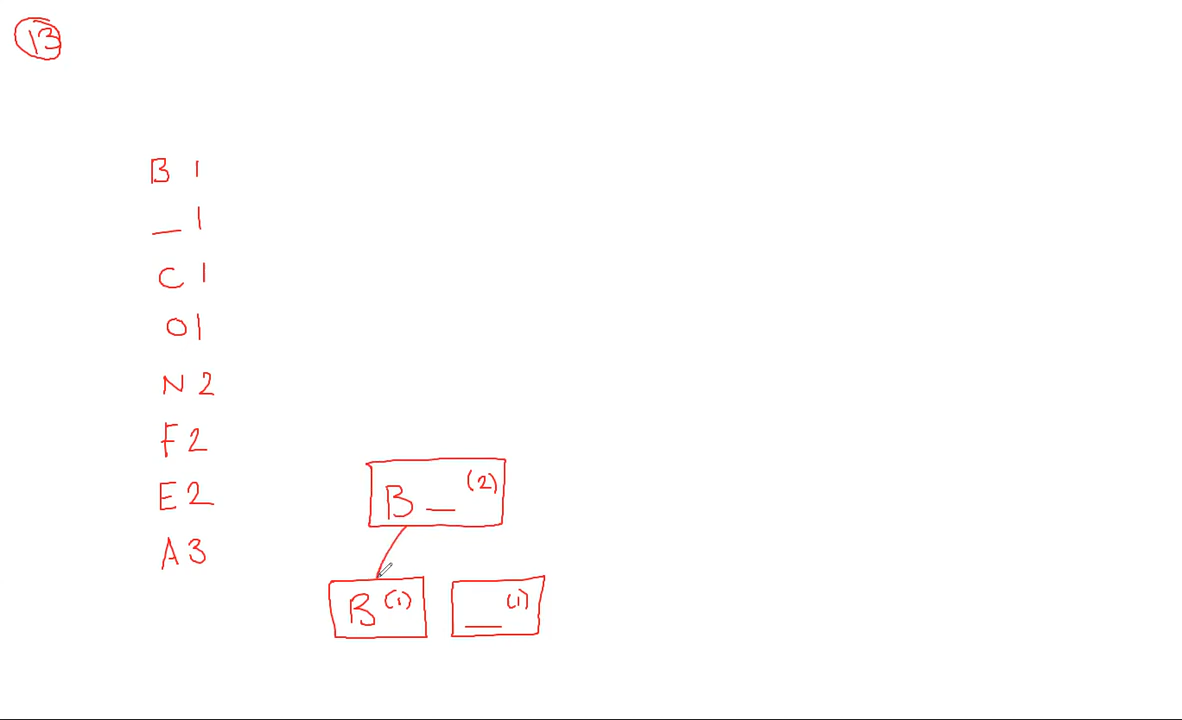 13
B 1
_ 1
C 1
O 1
N 2
F 2
E 2
A 3
B _ (2)
B (1)
_ (1)